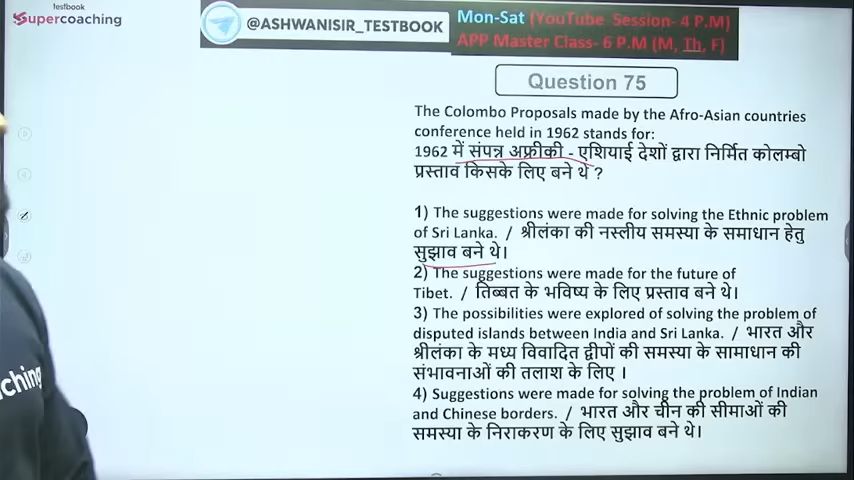 testbook
Supercoaching
@ASHWANISIR_TESTBOOK
Mon-Sat (YouTube Session- 4 P.M)
APP Master Class- 6 P.M (M, Th, F)
Question 75
The Colombo Proposals made by the Afro-Asian countries
conference held in 1962 stands for:
1962 में संपन्न अफ्रीकी - एशियाई देशों द्वारा निर्मित कोलम्बो
प्रस्ताव किसके लिए बने थे ?
1) The suggestions were made for solving the Ethnic problem
of Sri Lanka. / श्रीलंका की नस्लीय समस्या के समाधान हेतु
सुझाव बने थे।
2) The suggestions were made for the future of
Tibet. / तिब्बत के भविष्य के लिए प्रस्ताव बने थे।
3) The possibilities were explored of solving the problem of
disputed islands between India and Sri Lanka. / भारत और
श्रीलंका के मध्य विवादित द्वीपों की समस्या के सामाधान की
संभावनाओं की तलाश के लिए ।
4) Suggestions were made for solving the problem of Indian
and Chinese borders. / भारत और चीन की सीमाओं की
समस्या के निराकरण के लिए सुझाव बने थे।
ching